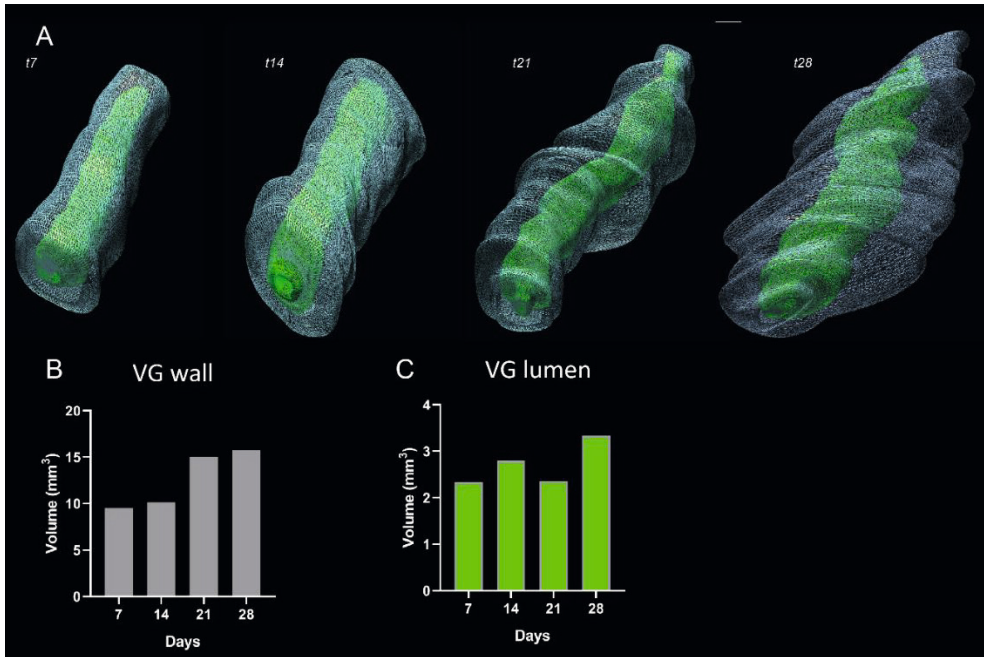 A
t7
t14
t21
t28
B
VG wall
20
15
10
5
0
Volume (mm³)
7 14 21 28
Days
C
VG lumen
4
3
2
1
0
Volume (mm³)
7 14 21 28
Days